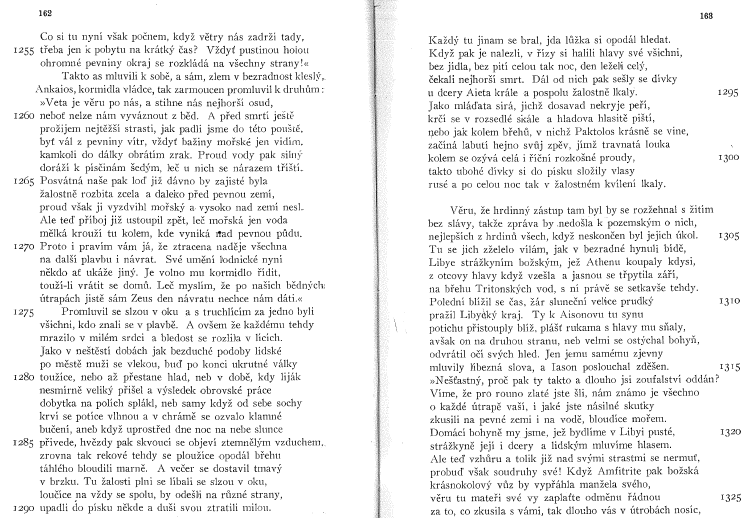 162
Co si tu nyní však počnem, když větry nás zadrží tady,
1255 třeba jen k pobytu na krátký čas? Vždyť pustinou holou
ohromné pevniny okraj se rozkládá na všechny strany!«
Takto as mluvili k sobě, a sám, zlem v bezradnost kleslý,
Ankaios, kormidla vládce, tak zarmoucen promluvil k druhům:
»Veta je věru po nás, a stihne nás nejhorší osud,
1260 neboť nelze nám vyváznout z běd. A před smrtí ještě
prožijem nejtěžší strasti, jak padli jsme do této pouště,
byť vál z pevniny vítr, vždyť bažiny mořské jen vidím,
kamkoli do dálky obrátím zrak. Proud vody pak silný
doráží k písčinám šedým, leč u nich se nárazem tříští.
1265 Posvátná naše pak loď již dávno by zajisté byla
žalostně rozbita zcela a daleko před pevnou zemí,
proud však jí vyzdvihl mořský a vysoko nad zemí nesl.
Ale teď příboj již ustoupil zpět, leč mořská jen voda
mělká krouží tu kolem, kde vyniká nad pevnou půdu.
1270 Proto i pravím vám já, že ztracena naděje všechna
na další plavbu i návrat. Své umění lodnické nyní
někdo ať ukáže jiný. Je volno mu kormidlo řídit,
touží-li vrátit se domů. Leč myslím, že po našich bědných
útrapách jistě sám Zeus den návratu nechce nám dáti.«
1275 Promluvil se slzou v oku a s truchlícím za jedno byli
všichni, kdo znali se v plavbě. A ovšem že každému tehdy
mrazilo v milém srdci a bledost se rozlila v lících.
Jako v neštěstí dobách jak bezduché podoby lidské
po městě muži se vlekou, buď po konci ukrutné války
1280 toužíce, nebo až přestane hlad, neb v době, kdy liják
nesmírně veliký přišel a výsledek obrovské práce
dobytka na polích splákl, neb samy když od sebe sochy
krví se potíce vlhnou a v chrámě se ozvalo klamné
bučení, aneb když uprostřed dne noc na nebe slunce
1285 přivede, hvězdy pak skvoucí se objeví ztemnělým vzduchem,
zrovna tak rekové tehdy se ploužíce opodál břehu
táhlého bloudili marně. A večer se dostavil tmavý
v brzku. Tu žalosti plni se líbali se slzou v oku,
loučíce na vždy se spolu, by odešli na různé strany,
1290 upadli do písku někde a duši svou ztratili milou.
163
Každý tu jinam se bral, jda lůžka si opodál hledat.
Když pak je nalezli, v řízy si halili hlavy své všichni,
bez jídla, bez pití celou tak noc, den leželi celý,
čekali nejhorší smrt. Dál od nich pak sešly se dívky
u dcery Aieta krále a pospolu žalostně lkaly. 1295
Jako mláďata sirá, jichž dosavad nekryje peří,
krčí se v rozsedlé skále a hladova hlasitě piští,
nebo jak kolem břehů, v nichž Paktolos krásně se vine,
začíná labutí hejno svůj zpěv, jímž travnatá louka
kolem se ozývá celá i říční rozkošné proudy, 1300
takto ubohé dívky si do písku složily vlasy
rusé a po celou noc tak v žalostném kvílení lkaly.
Věru, že hrdinný zástup tam byl by se rozžehnal s žitím
bez slávy, takže zpráva by nedošla k pozemským o nich,
nejlepších z hrdinů všech, když neskončen byl jejich úkol. 1305
Tu se jich zželelo vilám, jak v bezradné hynuli bídě,
Libye strážkyním božským, jež Athenu koupaly kdysi,
z otcovy hlavy když vzešla a jasnou se třpytila září,
na břehu Tritonských vod, s ní právě se setkavše tehdy.
Polední blížil se čas, žár sluneční velice prudký 1310
pražil Libyjský kraj. Ty k Aisonovu tu synu
potichu přistouply blíž, plášť rukama s hlavy mu sňaly,
avšak on na druhou stranu, neb velmi se ostýchal bohyň,
odvrátil oči svých hled. Jen jemu samému zjevny
mluvily líbezná slova, a Iason poslouchal zděšen. 1315
»Nešťastný, proč pak ty takto a dlouho jsi zoufalství oddán?
Víme, že pro rouno zlaté jste šli, nám známo je všechno
o každé útrapě vaší, i jaké jste násilné skutky
zkusili na pevné zemi i na vodě, bloudíce mořem.
Domácí bohyně my jsme, jež bydlíme v Libyi pusté, 1320
strážkyně její i dcery a lidským mluvíme hlasem.
Ale teď vzhůru a tolik již nad svými strastmi se nermuť,
probuď však soudruhy své! Když Amfitrite pak božská
krásnokolový vůz by vypřáhla manžela svého,
věru tu mateři své vy zaplaťte odměnu řádnou 1325
za to, co zkusila s vámi, tak dlouho vás v útrobách nosíc,